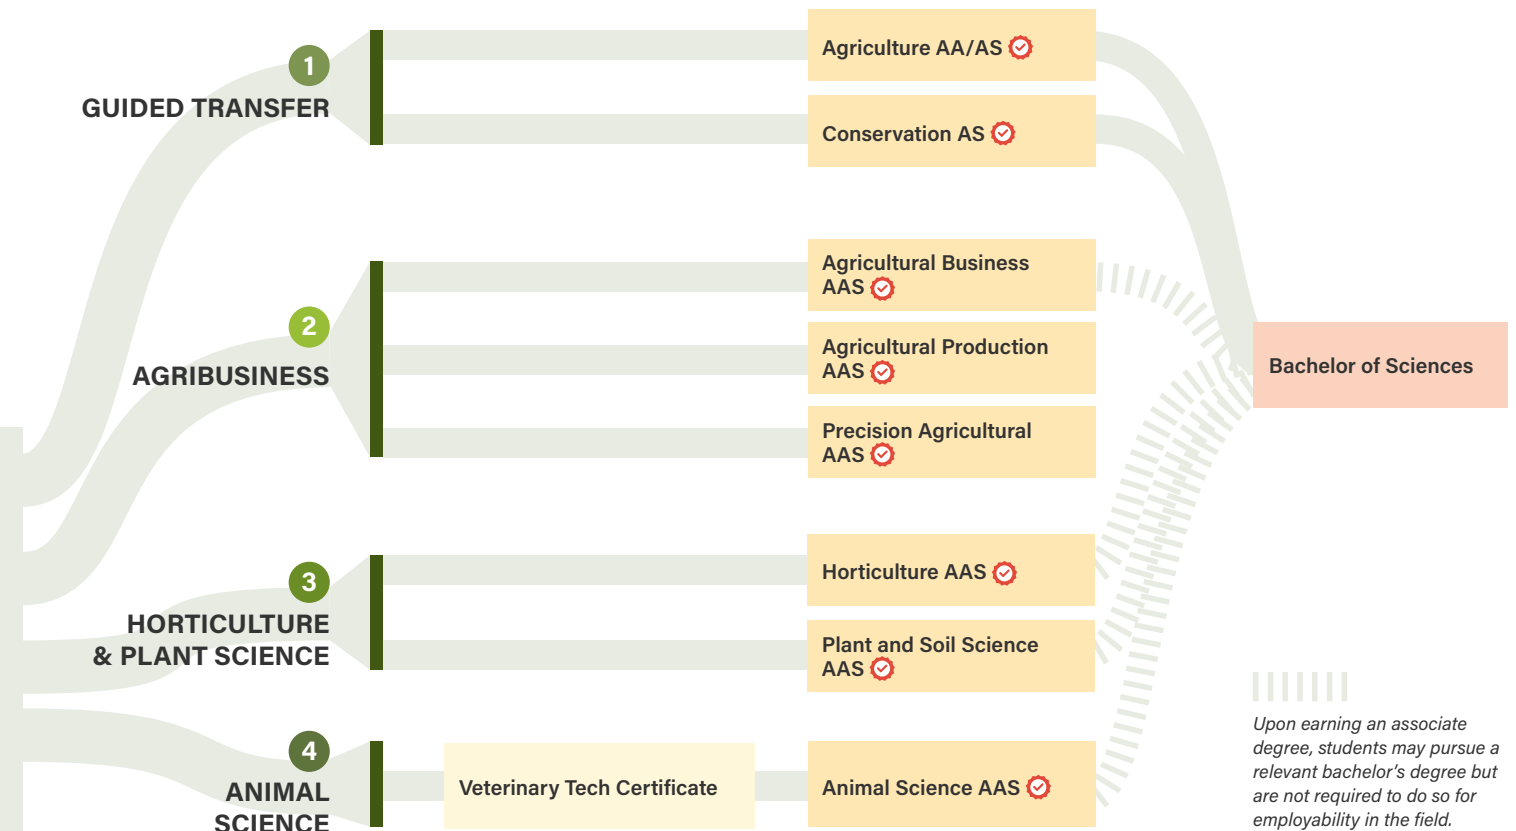 1
GUIDED TRANSFER
Agriculture AA/AS
Conservation AS
2
AGRIBUSINESS
Agricultural Business
AAS
Agricultural Production
AAS
Precision Agricultural
AAS
Bachelor of Sciences
3
HORTICULTURE
& PLANT SCIENCE
Horticulture AAS
Plant and Soil Science
AAS
4
ANIMAL
SCIENCE
Veterinary Tech Certificate
Animal Science AAS
Upon earning an associate
degree, students may pursue a
relevant bachelor’s degree but
are not required to do so for
employability in the field.